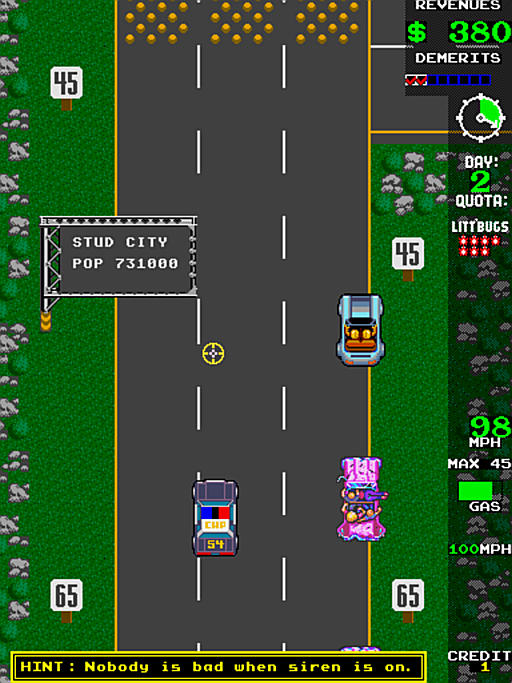 REVENUES
$ 380
DEMERITS
45
DAY:
2
QUOTA:
LITTBUGS
STUD CITY
POP 731000
45
98
MPH
MAX 45
GAS
CHP
54
100MPH
65
65
CREDIT
1
HINT: Nobody is bad when siren is on.